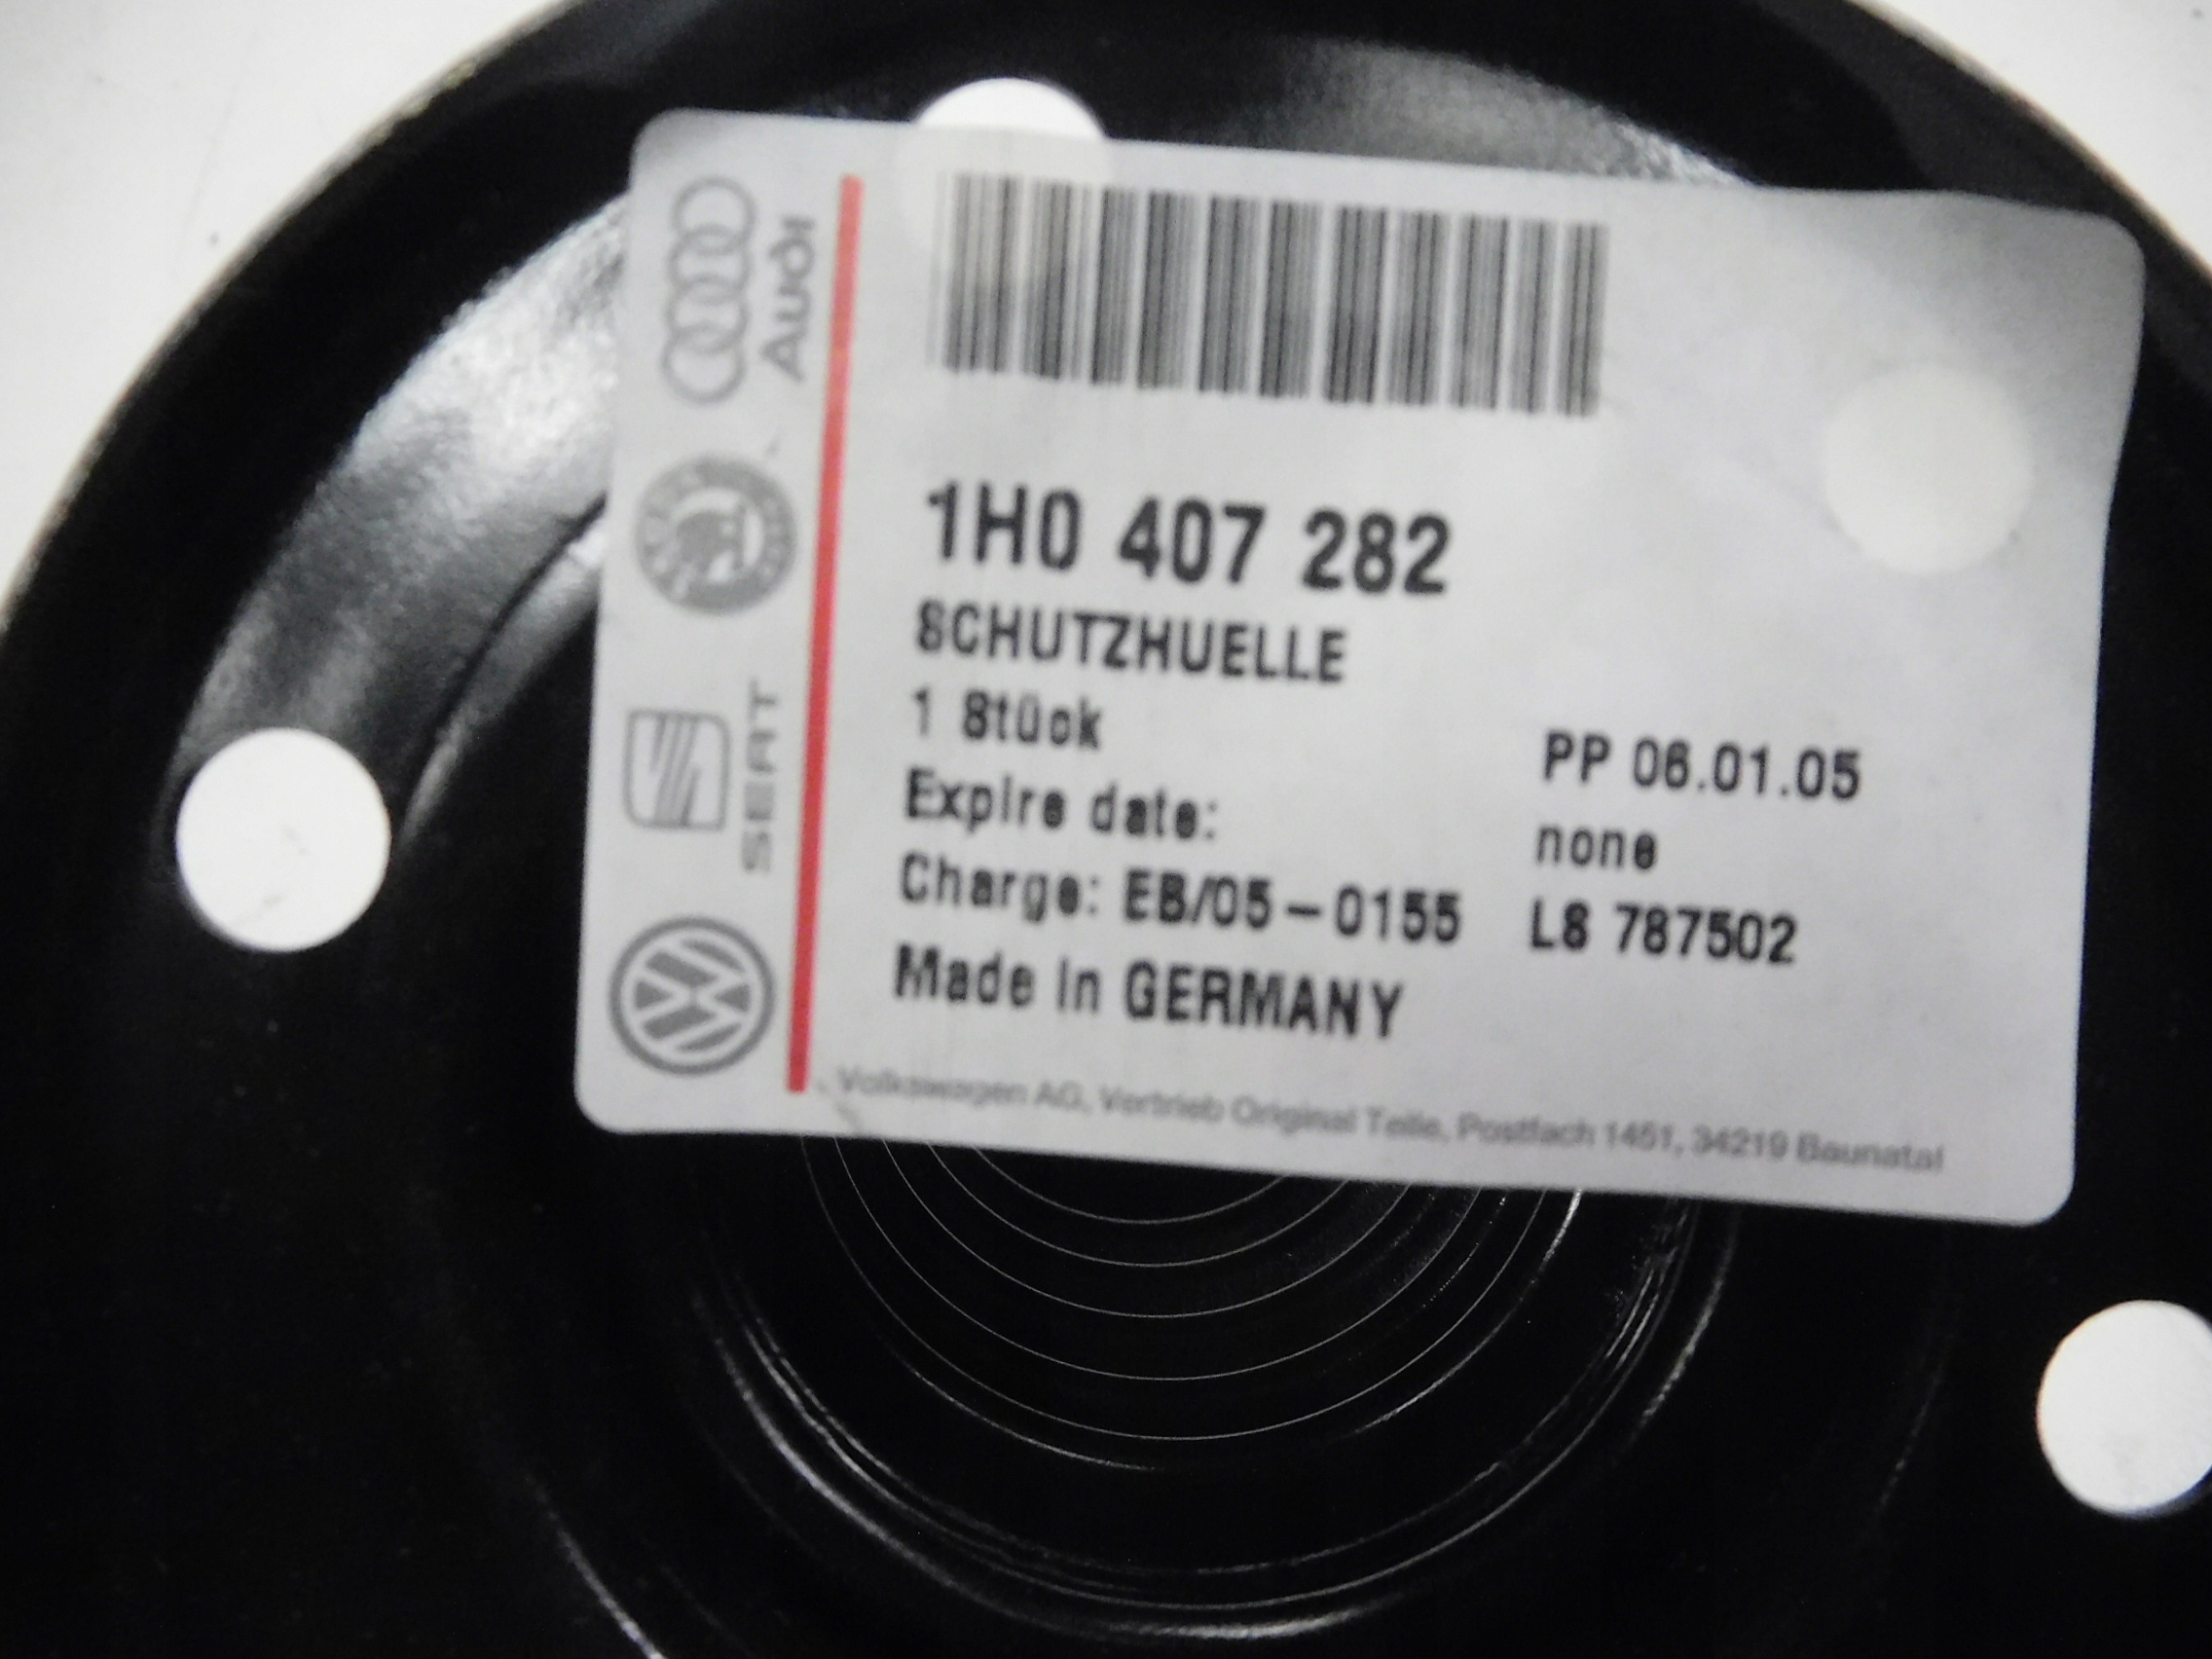 Audi
SEAT
1H0 407 282
SCHUTZHUELLE
1 Stück PP 06.01.05
Expire date: none
Charge: EB/05-0155 L8 787502
Made in GERMANY
Volkswagen AG, Vertrieb Original Teile, Postfach 1451, 34219 Baunatal